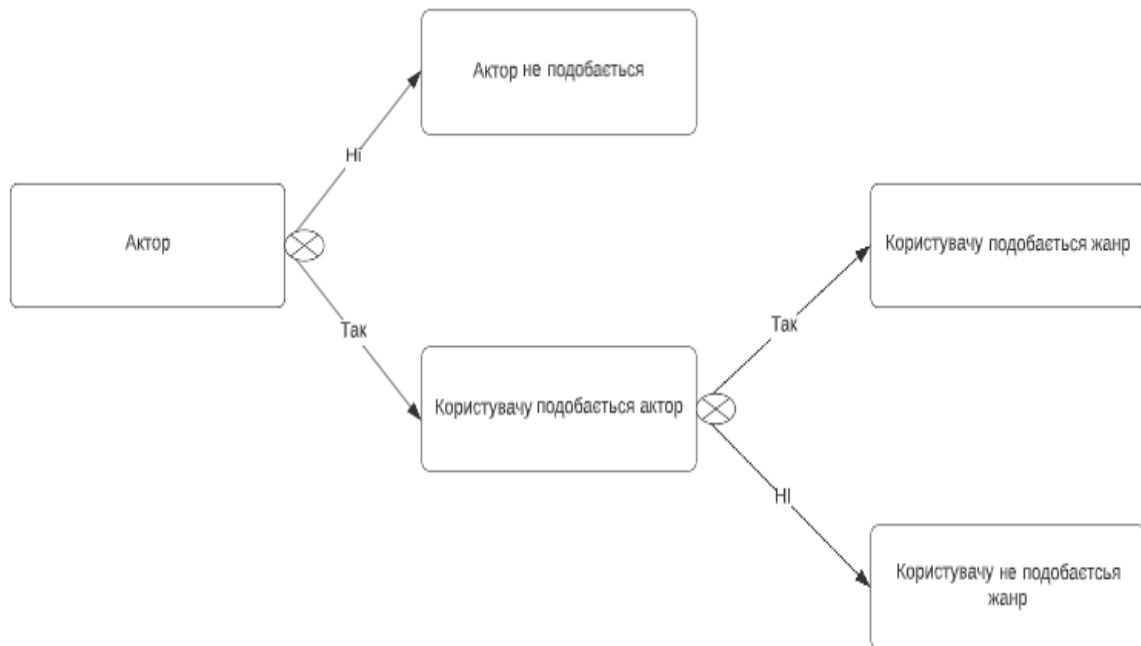 Актор не подобається
Ні
Актор
Користувачу подобається жанр
Так
Так
Користувачу подобається актор
НІ
Користувачу не подобаєтсья
жанр